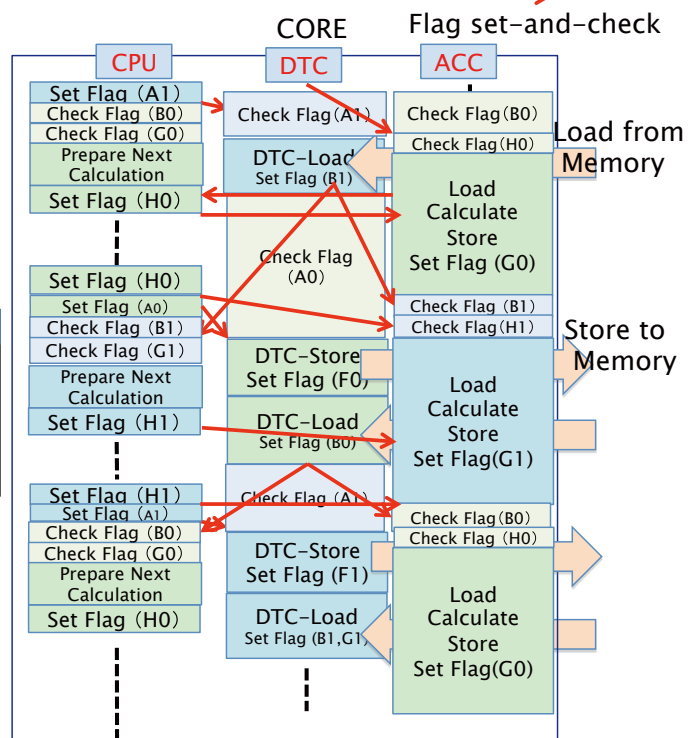 CORE
Flag set-and-check
CPU
DTC
ACC
Set Flag (A1)
Check Flag (B0)
Check Flag (G0)
Prepare Next
Calculation
Set Flag (H0)
Set Flag (H0)
Set Flag (A0)
Check Flag (B1)
Check Flag (G1)
Prepare Next
Calculation
Set Flag (H1)
Set Flag (H1)
Set Flag (A1)
Check Flag (B0)
Check Flag (G0)
Prepare Next
Calculation
Set Flag (H0)
Check Flag(A1)
DTC-Load
Set Flag (B1)
Check Flag
(A0)
DTC-Store
Set Flag (F0)
DTC-Load
Set Flag (B0)
Check Flag (A1)
DTC-Store
Set Flag (F1)
DTC-Load
Set Flag (B1,G1)
Check Flag(B0)
Check Flag(H0)
Load
Calculate
Store
Set Flag (G0)
Check Flag (B1)
Check Flag(H1)
Load
Calculate
Store
Set Flag(G1)
Check Flag(B0)
Check Flag (H0)
Load
Calculate
Store
Set Flag(G0)
Load from
Memory
Store to
Memory